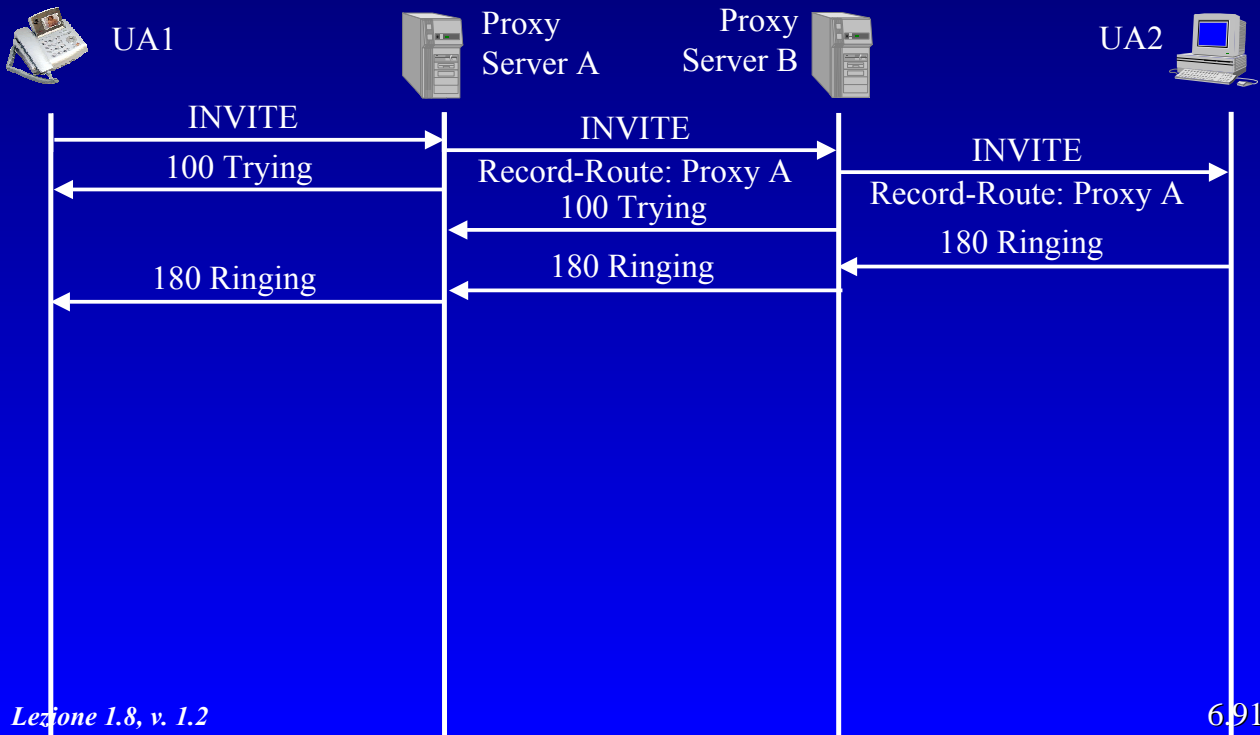 UA1
Proxy
Server A
Proxy
Server B
UA2
INVITE
INVITE
INVITE
100 Trying
Record-Route: Proxy A
Record-Route: Proxy A
100 Trying
180 Ringing
180 Ringing
180 Ringing
Lezione 1.8, v. 1.2
6.91